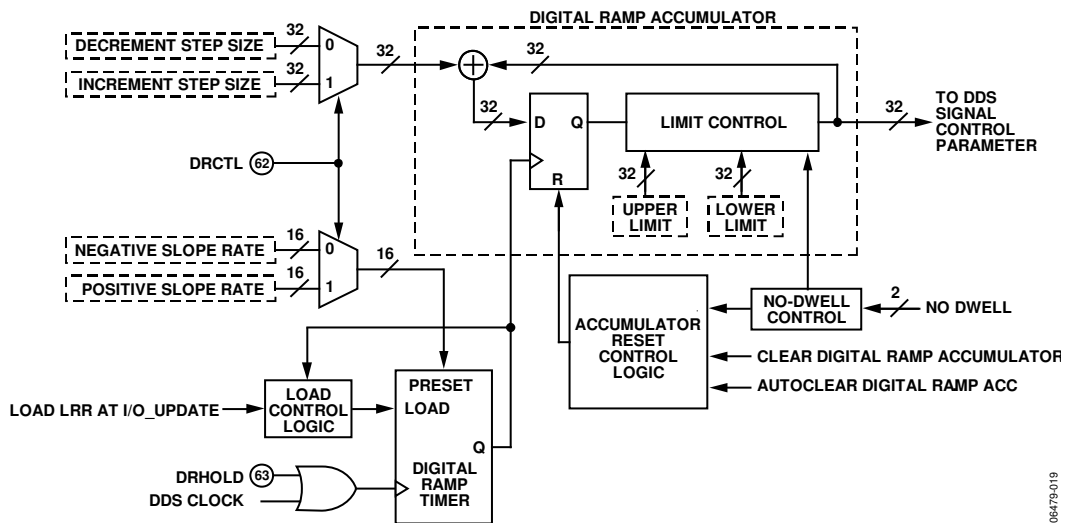 DIGITAL RAMP ACCUMULATOR
DECREMENT STEP SIZE
32
0
INCREMENT STEP SIZE
32
1
32
32
32
D
Q
R
LIMIT CONTROL
32
TO DDS
SIGNAL
CONTROL
PARAMETER
32
32
UPPER
LIMIT
LOWER
LIMIT
DRCTL
62
NEGATIVE SLOPE RATE
16
0
POSITIVE SLOPE RATE
16
1
16
ACCUMULATOR
RESET
CONTROL
LOGIC
NO-DWELL
CONTROL
2
NO DWELL
CLEAR DIGITAL RAMP ACCUMULATOR
AUTOCLEAR DIGITAL RAMP ACC
LOAD LRR AT I/O_UPDATE
LOAD
CONTROL
LOGIC
PRESET
LOAD
Q
DIGITAL
RAMP
TIMER
DRHOLD
63
DDS CLOCK
06479-019